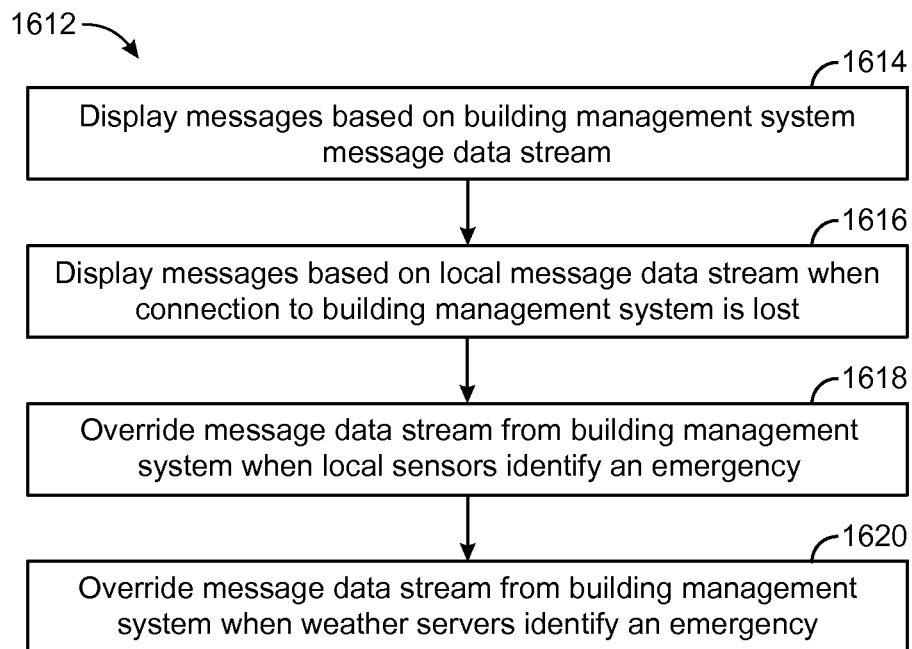 1612
1614
Display messages based on building management system
message data stream
1616
Display messages based on local message data stream when
connection to building management system is lost
1618
Override message data stream from building management
system when local sensors identify an emergency
1620
Override message data stream from building management
system when weather servers identify an emergency